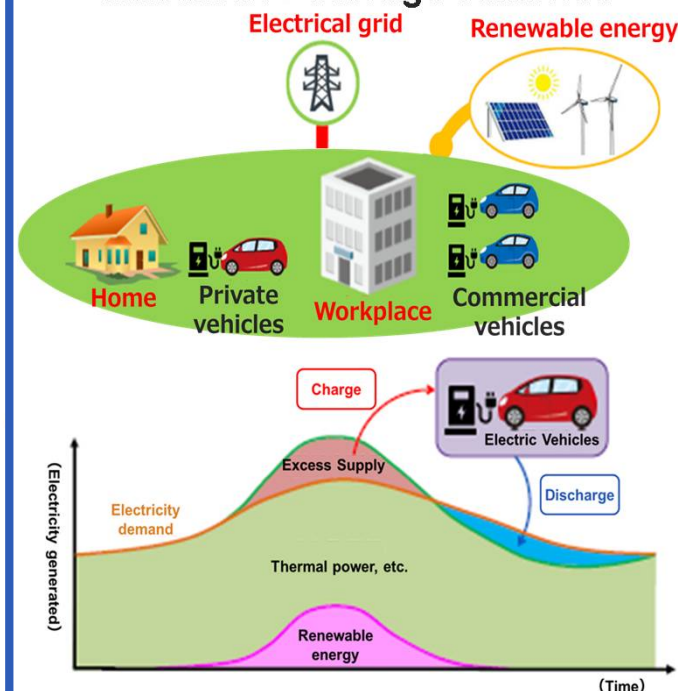 Electrical grid
Renewable energy
Home
Private
vehicles
Workplace
Commercial
vehicles
Charge
Electric Vehicles
Discharge
Excess Supply
Electricity
demand
(Electricity generated)
Thermal power, etc.
Renewable
energy
(Time)